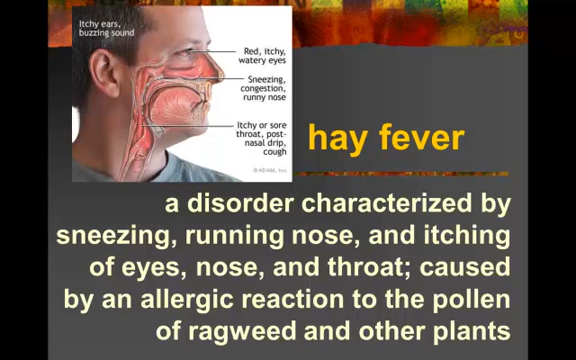 Itchy ears,
buzzing sound
Red, itchy,
watery eyes
Sneezing,
congestion,
runny nose
Itchy or sore
throat, post-
nasal drip,
cough
© ADAM, Inc.
hay fever
a disorder characterized by
sneezing, running nose, and itching
of eyes, nose, and throat; caused
by an allergic reaction to the pollen
of ragweed and other plants